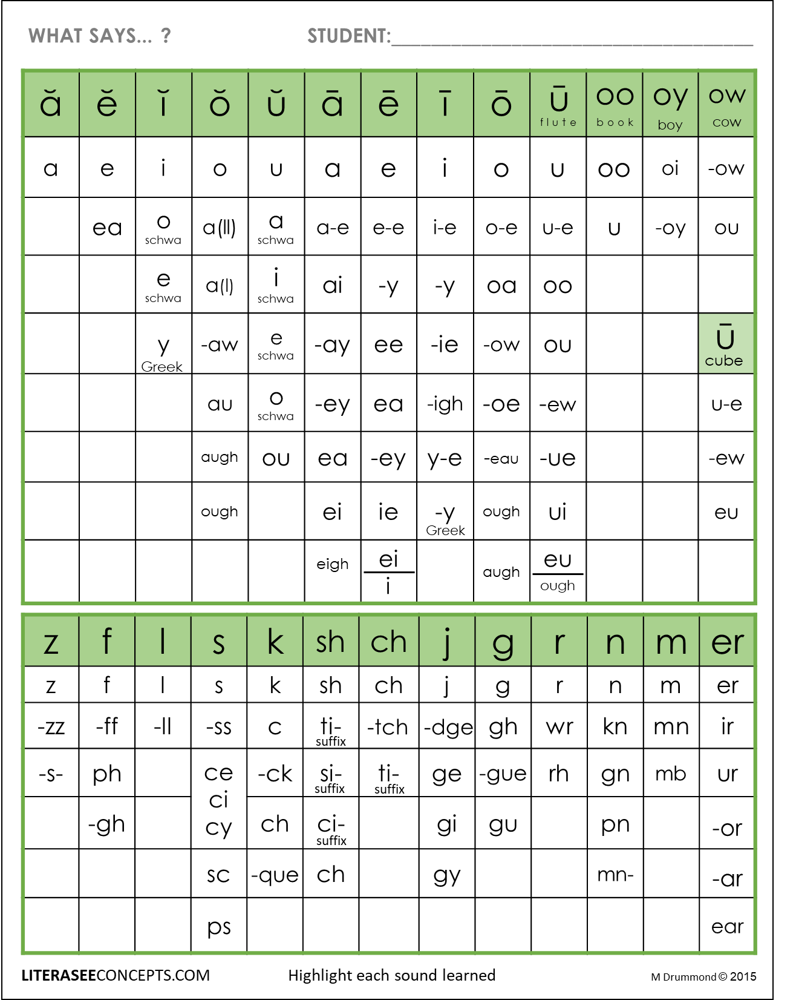 WHAT SAYS... ? STUDENT:____________________________________
ă ĕ ĭ ŏ ŭ ā ē ī ō ū oo oy ow
flute book boy cow
a e i o u a e i o u oo oi -ow
ea o a(ll) a a-e e-e i-e o-e u-e u -oy ou
schwa schwa
e a(l) i ai -y -y oa oo
schwa schwa
y -aw e -ay ee -ie -ow ou ū
Greek schwa cube
au o -ey ea -igh -oe -ew u-e
schwa
augh ou ea -ey y-e -eau -ue -ew
ough ei ie -y ough ui eu
Greek
eigh ei augh eu
i ough
z f l s k sh ch j g r n m er
z f l s k sh ch j g r n m er
-zz -ff -ll -ss c ti- -tch -dge gh wr kn mn ir
suffix
-s- ph ce -ck si- ti- ge -gue rh gn mb ur
suffix suffix
ci
-gh cy ch ci- gi gu pn -or
suffix
sc -que ch gy mn- -ar
ps ear
LITERASEECONCEPTS.COM Highlight each sound learned M Drummond © 2015